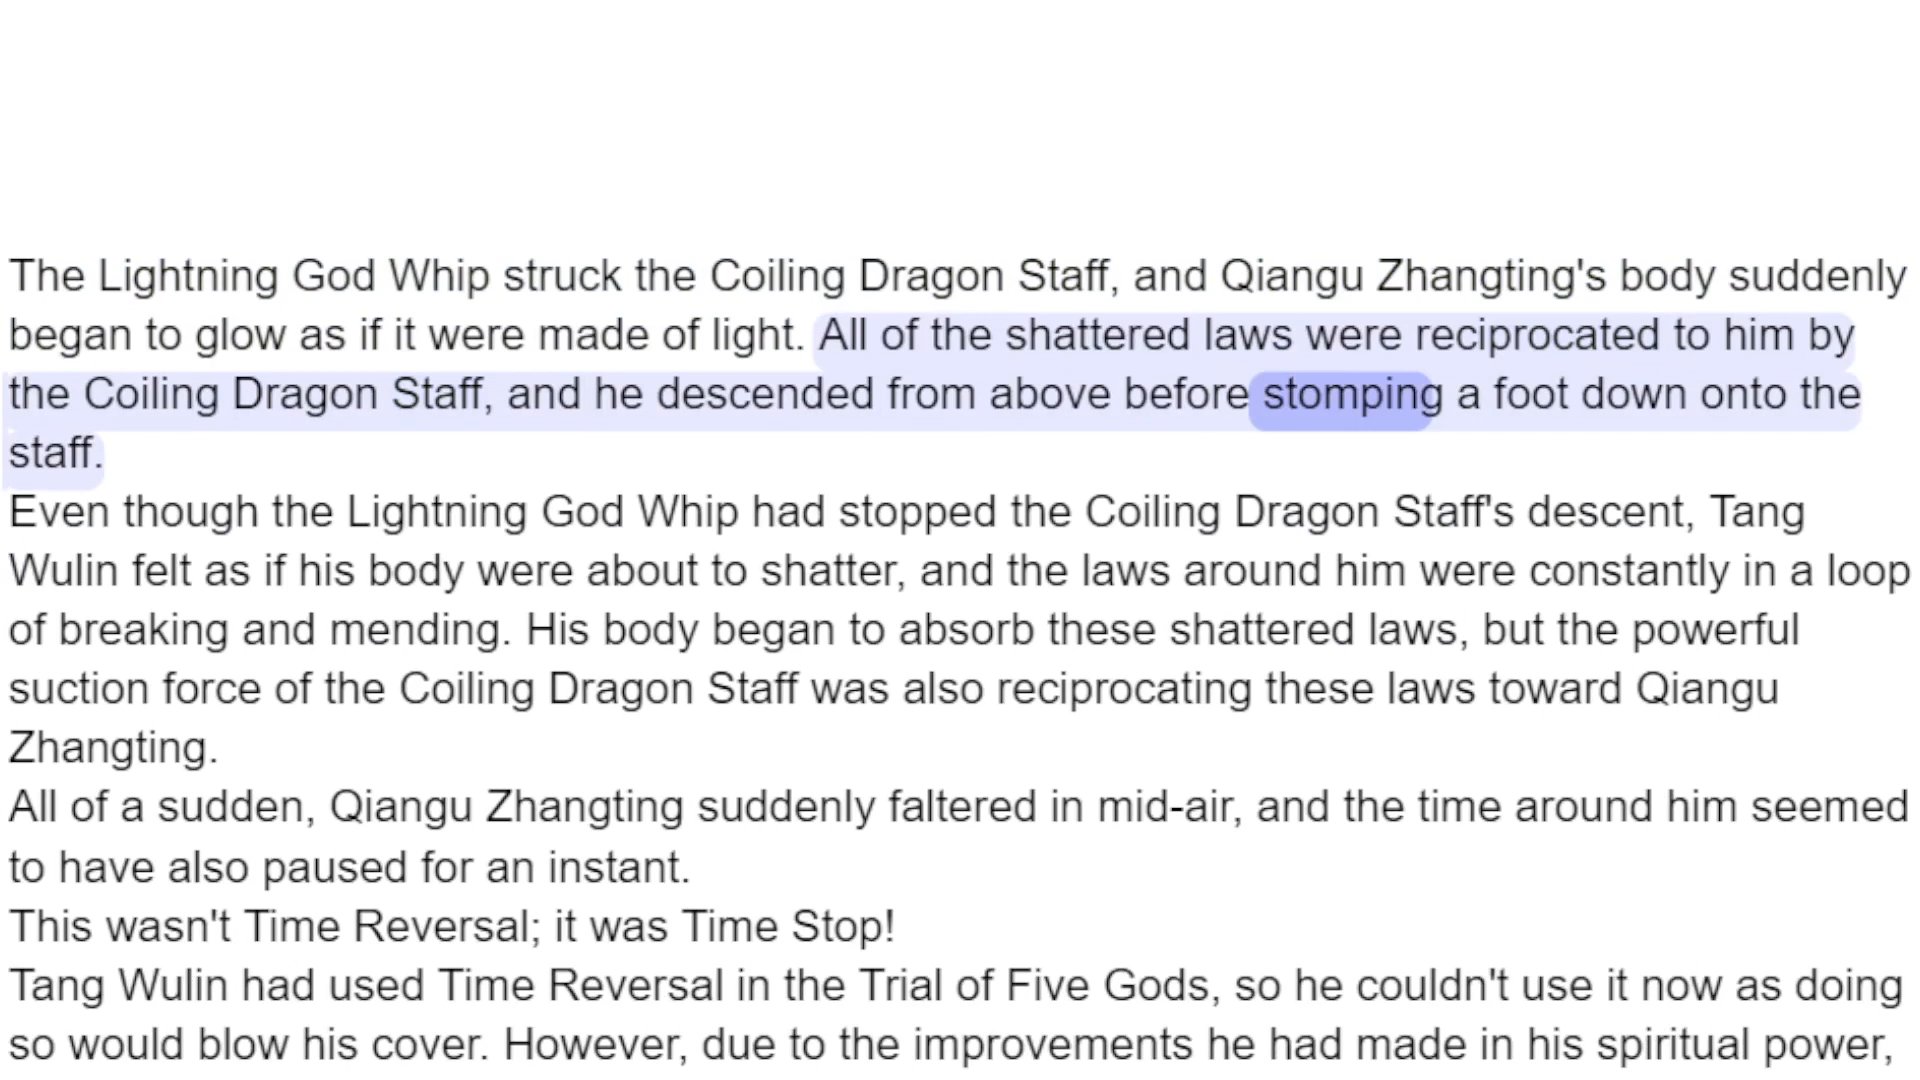 The Lightning God Whip struck the Coiling Dragon Staff, and Qiangu Zhangting's body suddenly
began to glow as if it were made of light. All of the shattered laws were reciprocated to him by
the Coiling Dragon Staff, and he descended from above before stomping a foot down onto the
staff.
Even though the Lightning God Whip had stopped the Coiling Dragon Staff's descent, Tang
Wulin felt as if his body were about to shatter, and the laws around him were constantly in a loop
of breaking and mending. His body began to absorb these shattered laws, but the powerful
suction force of the Coiling Dragon Staff was also reciprocating these laws toward Qiangu
Zhangting.
All of a sudden, Qiangu Zhangting suddenly faltered in mid-air, and the time around him seemed
to have also paused for an instant.
This wasn't Time Reversal; it was Time Stop!
Tang Wulin had used Time Reversal in the Trial of Five Gods, so he couldn't use it now as doing
so would blow his cover. However, due to the improvements he had made in his spiritual power,